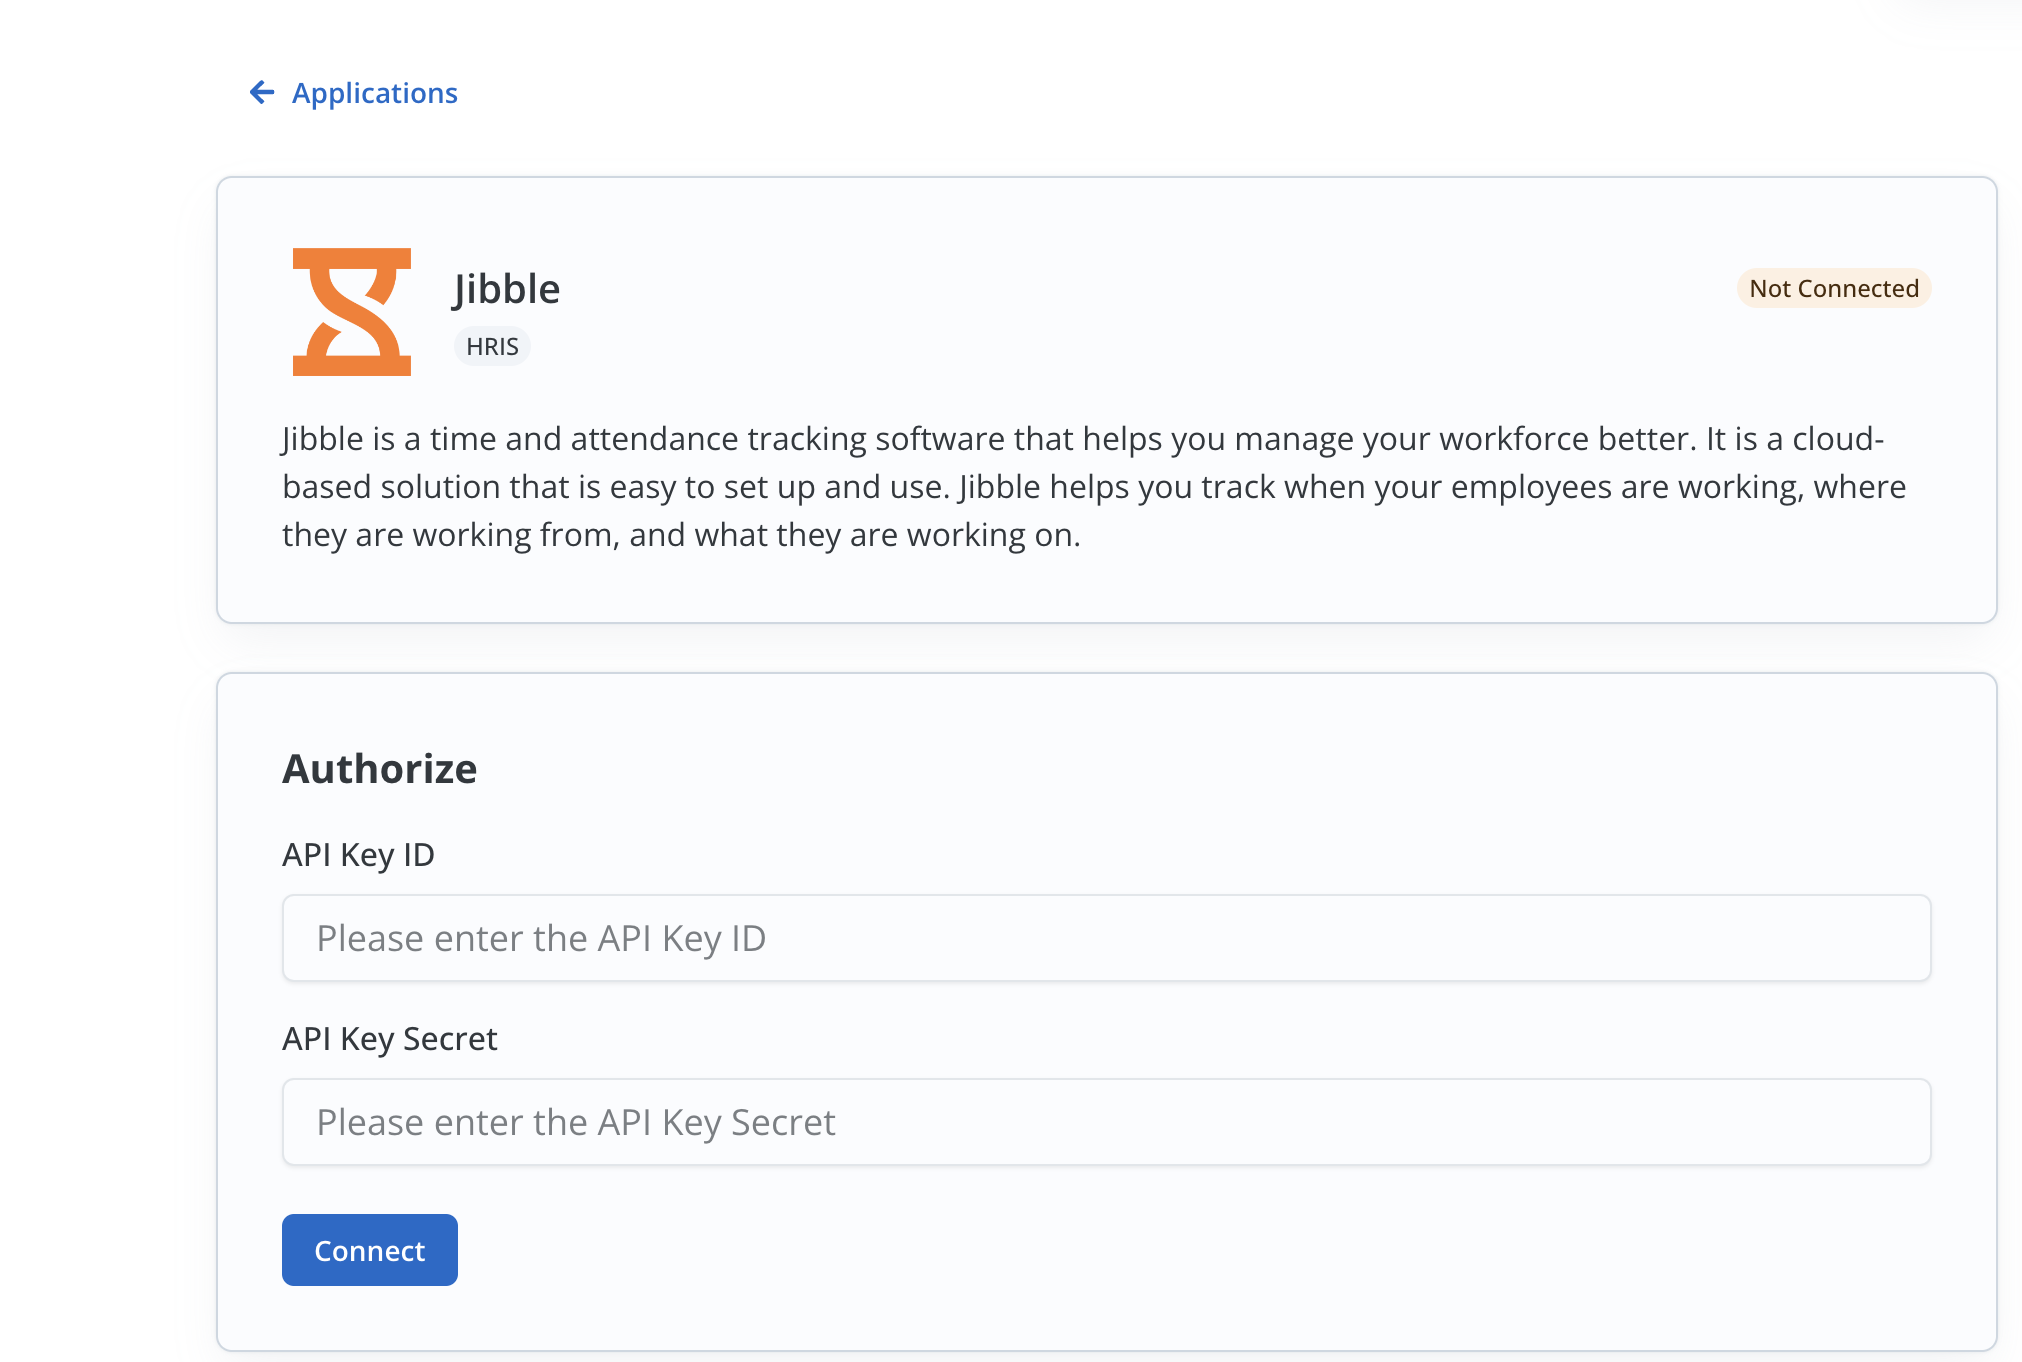 Applications
Jibble
Not Connected
HRIS
Jibble is a time and attendance tracking software that helps you manage your workforce better. It is a cloud-
based solution that is easy to set up and use. Jibble helps you track when your employees are working, where
they are working from, and what they are working on.
Authorize
API Key ID
Please enter the API Key ID
API Key Secret
Please enter the API Key Secret
Connect